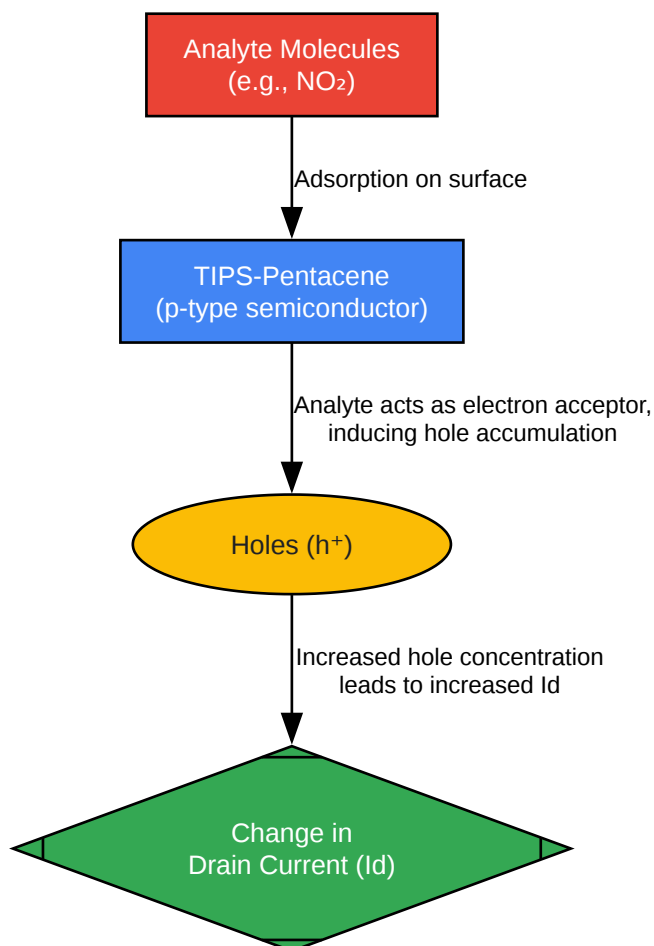 Analyte Molecules
(e.g., NO₂)
Adsorption on surface
TIPS-Pentacene
(p-type semiconductor)
Analyte acts as electron acceptor,
inducing hole accumulation
Holes (h⁺)
Increased hole concentration
leads to increased Id
Change in
Drain Current (Id)